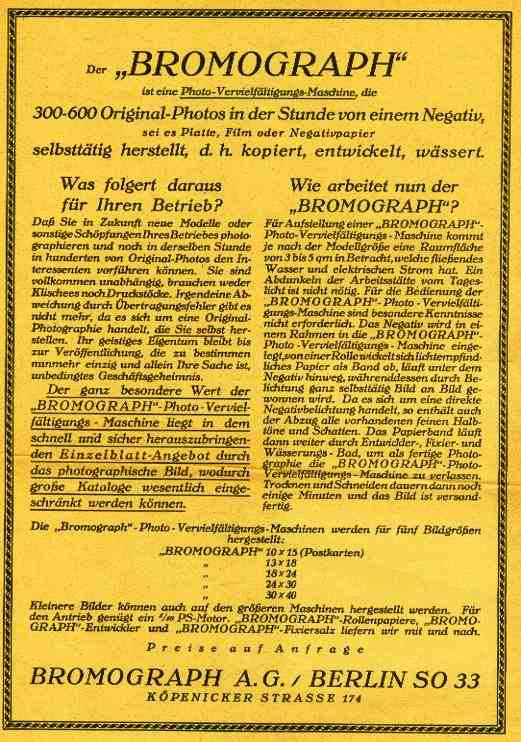 Der „BROMOGRAPH“
ist eine Photo-Vervielfältigungs-Maschine, die
300-600 Original-Photos in der Stunde von einem Negativ,
sei es Platte, Film oder Negativpapier
selbsttätig herstellt, d. h. kopiert, entwickelt, wässert.
Was folgert daraus
für Ihren Betrieb?
Daß Sie in Zukunft neue Modelle oder
sonstige Schöpfungen Ihres Betriebes photo
graphieren und noch in derselben Stunde
in hunderten von Original-Photos den In-
teressenten vorführen können. Sie sind
vollkommen unabhängig, brauchen weder
Klischees noch Druckstöcke. Irgendeine Ab-
weichung durch Übertragungsfehler gibt es
nicht mehr, da es sich um eine Original-
Photographie handelt, die Sie selbst her-
stellen. Ihr geistiges Eigentum bleibt bis
zur Veröffentlichung, die zu bestimmen
nunmehr einzig und allein Ihre Sache ist,
unbedingtes Geschäftsgeheimnis.
Der ganz besondere Wert der
„BROMOGRAPH“-Photo-Verviel-
fältigungs-Maschine liegt in dem
schnell und sicher herauszubringen-
den Einzelblatt-Angebot durch
das photographische Bild, wodurch
große Kataloge wesentlich einge-
schränkt werden können.
Wie arbeitet nun der
„BROMOGRAPH“?
Für Aufstellung einer „BROMOGRAPH“-
Photo-Vervielfältigungs-Maschine kommt
je nach der Modellgröße eine Raumfläche
von 3 bis 5 qm in Betracht, welche fließendes
Wasser und elektrischen Strom hat. Ein
Abdunkeln der Arbeitsstätte vom Tages-
licht ist nicht nötig. Für die Bedienung der
„BROMOGRAPH“-Photo-Vervielfälti-
gungs-Maschine sind besondere Kenntnisse
nicht erforderlich. Das Negativ wird in ei-
nem Rahmen in die „BROMOGRAPH“-
Photo-Vervielfältigungs-Maschine einge-
legt, von einer Rolle wickelt sich lichtempfind-
liches Papier als Band ab, läuft unter dem
Negativ hinweg, währenddessen durch Be-
lichtung ganz selbstätig Bild an Bild ge-
wonnen wird. Da es sich um eine direkte
Negativbelichtung handelt, so enthält auch
der Abzug alle vorhandenen feinen Halb-
töne und Schatten. Das Papierband läuft
dann weiter durch Entwickler-, Fixier- und
Wässerungs-Bad, um als fertige Photo-
graphie die „BROMOGRAPH“-Photo-
Vervielfältigungs-Maschine zu verlassen.
Trocknen und Schneiden dauern dann noch
einige Minuten und das Bild ist versand-
fertig.
Die „Bromograph“-Photo-Vervielfältigungs-Maschinen werden für fünf Bildgrößen
hergestellt:
„BROMOGRAPH“ 10 x 15 (Postkarten)
„ 13 x 18
„ 18 x 24
„ 24 x 30
„ 30 x 40
Kleinere Bilder können auch auf den größeren Maschinen hergestellt werden. Für
den Antrieb genügt ein PS-Motor. „BROMOGRAPH“-Rollenpapiere, „BROMO-
GRAPH“-Entwickler und „BROMOGRAPH“-Fixiersalz liefern wir mit und nach.
Preise auf Anfrage
BROMOGRAPH A.G. / BERLIN SO 33
KÖPENICKER STRASSE 174